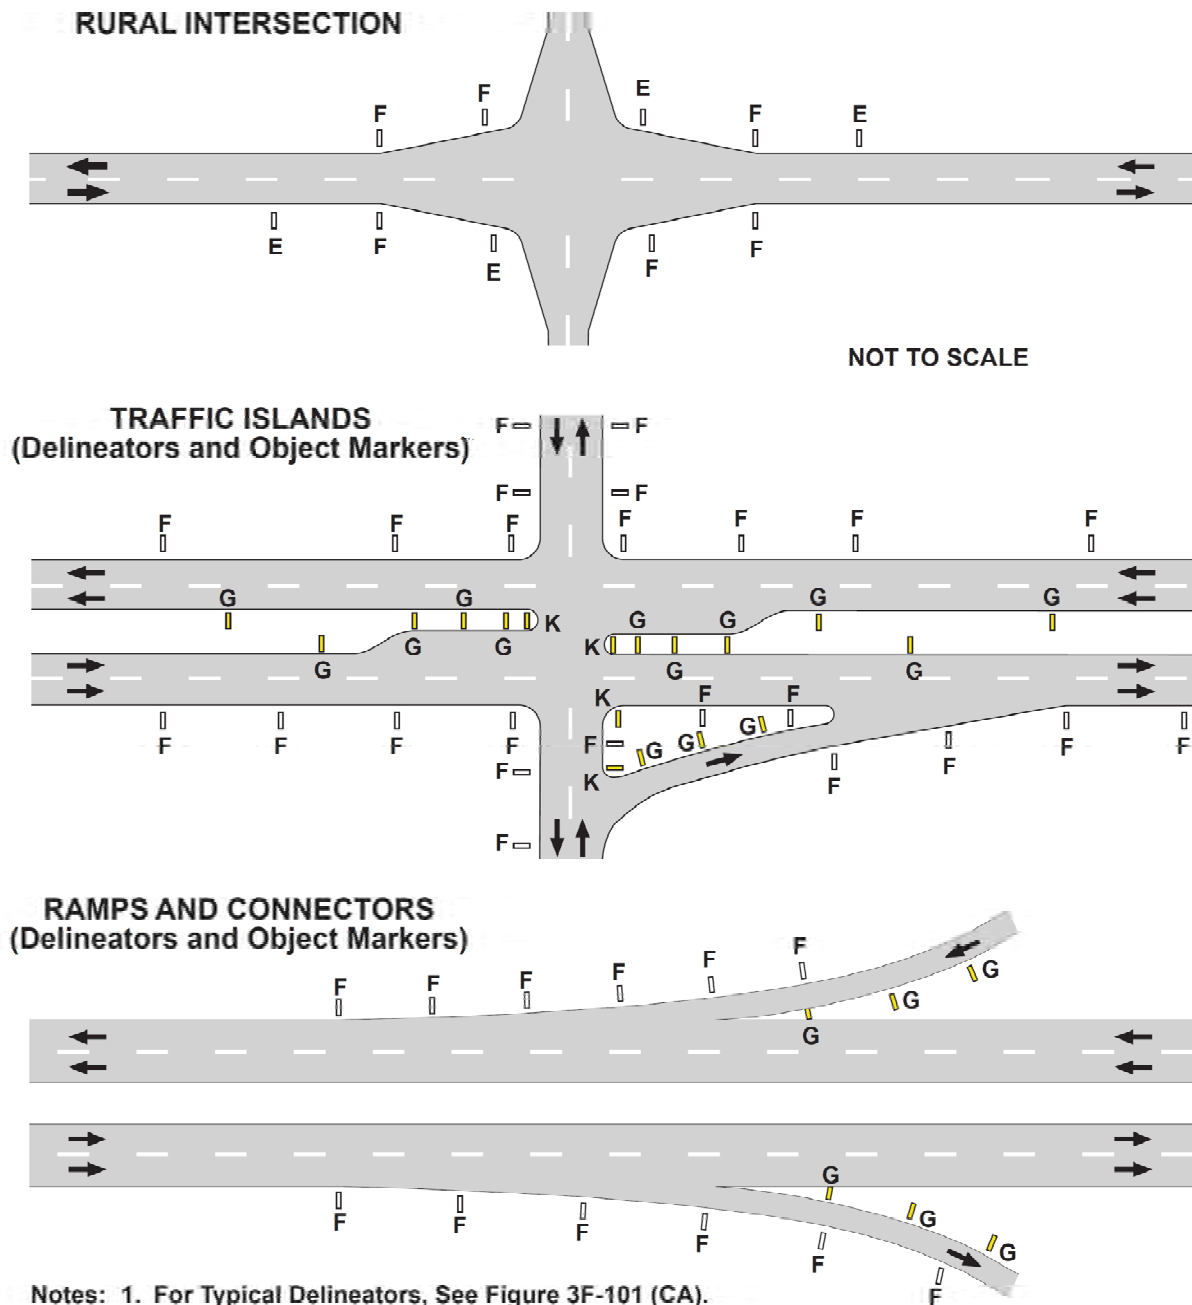 RURAL INTERSECTION
F F E F E
E F E F F
NOT TO SCALE
TRAFFIC ISLANDS
(Delineators and Object Markers)
F F
F F
F F F F F F F
G G K G G G G
G G G K G G
K F F
F F F F F G G G F F F
F K F
F
RAMPS AND CONNECTORS
(Delineators and Object Markers)
F F F F F F G
G
G
G
F F F F F G
G
F
Notes: 1. For Typical Delineators, See Figure 3F-101 (CA).